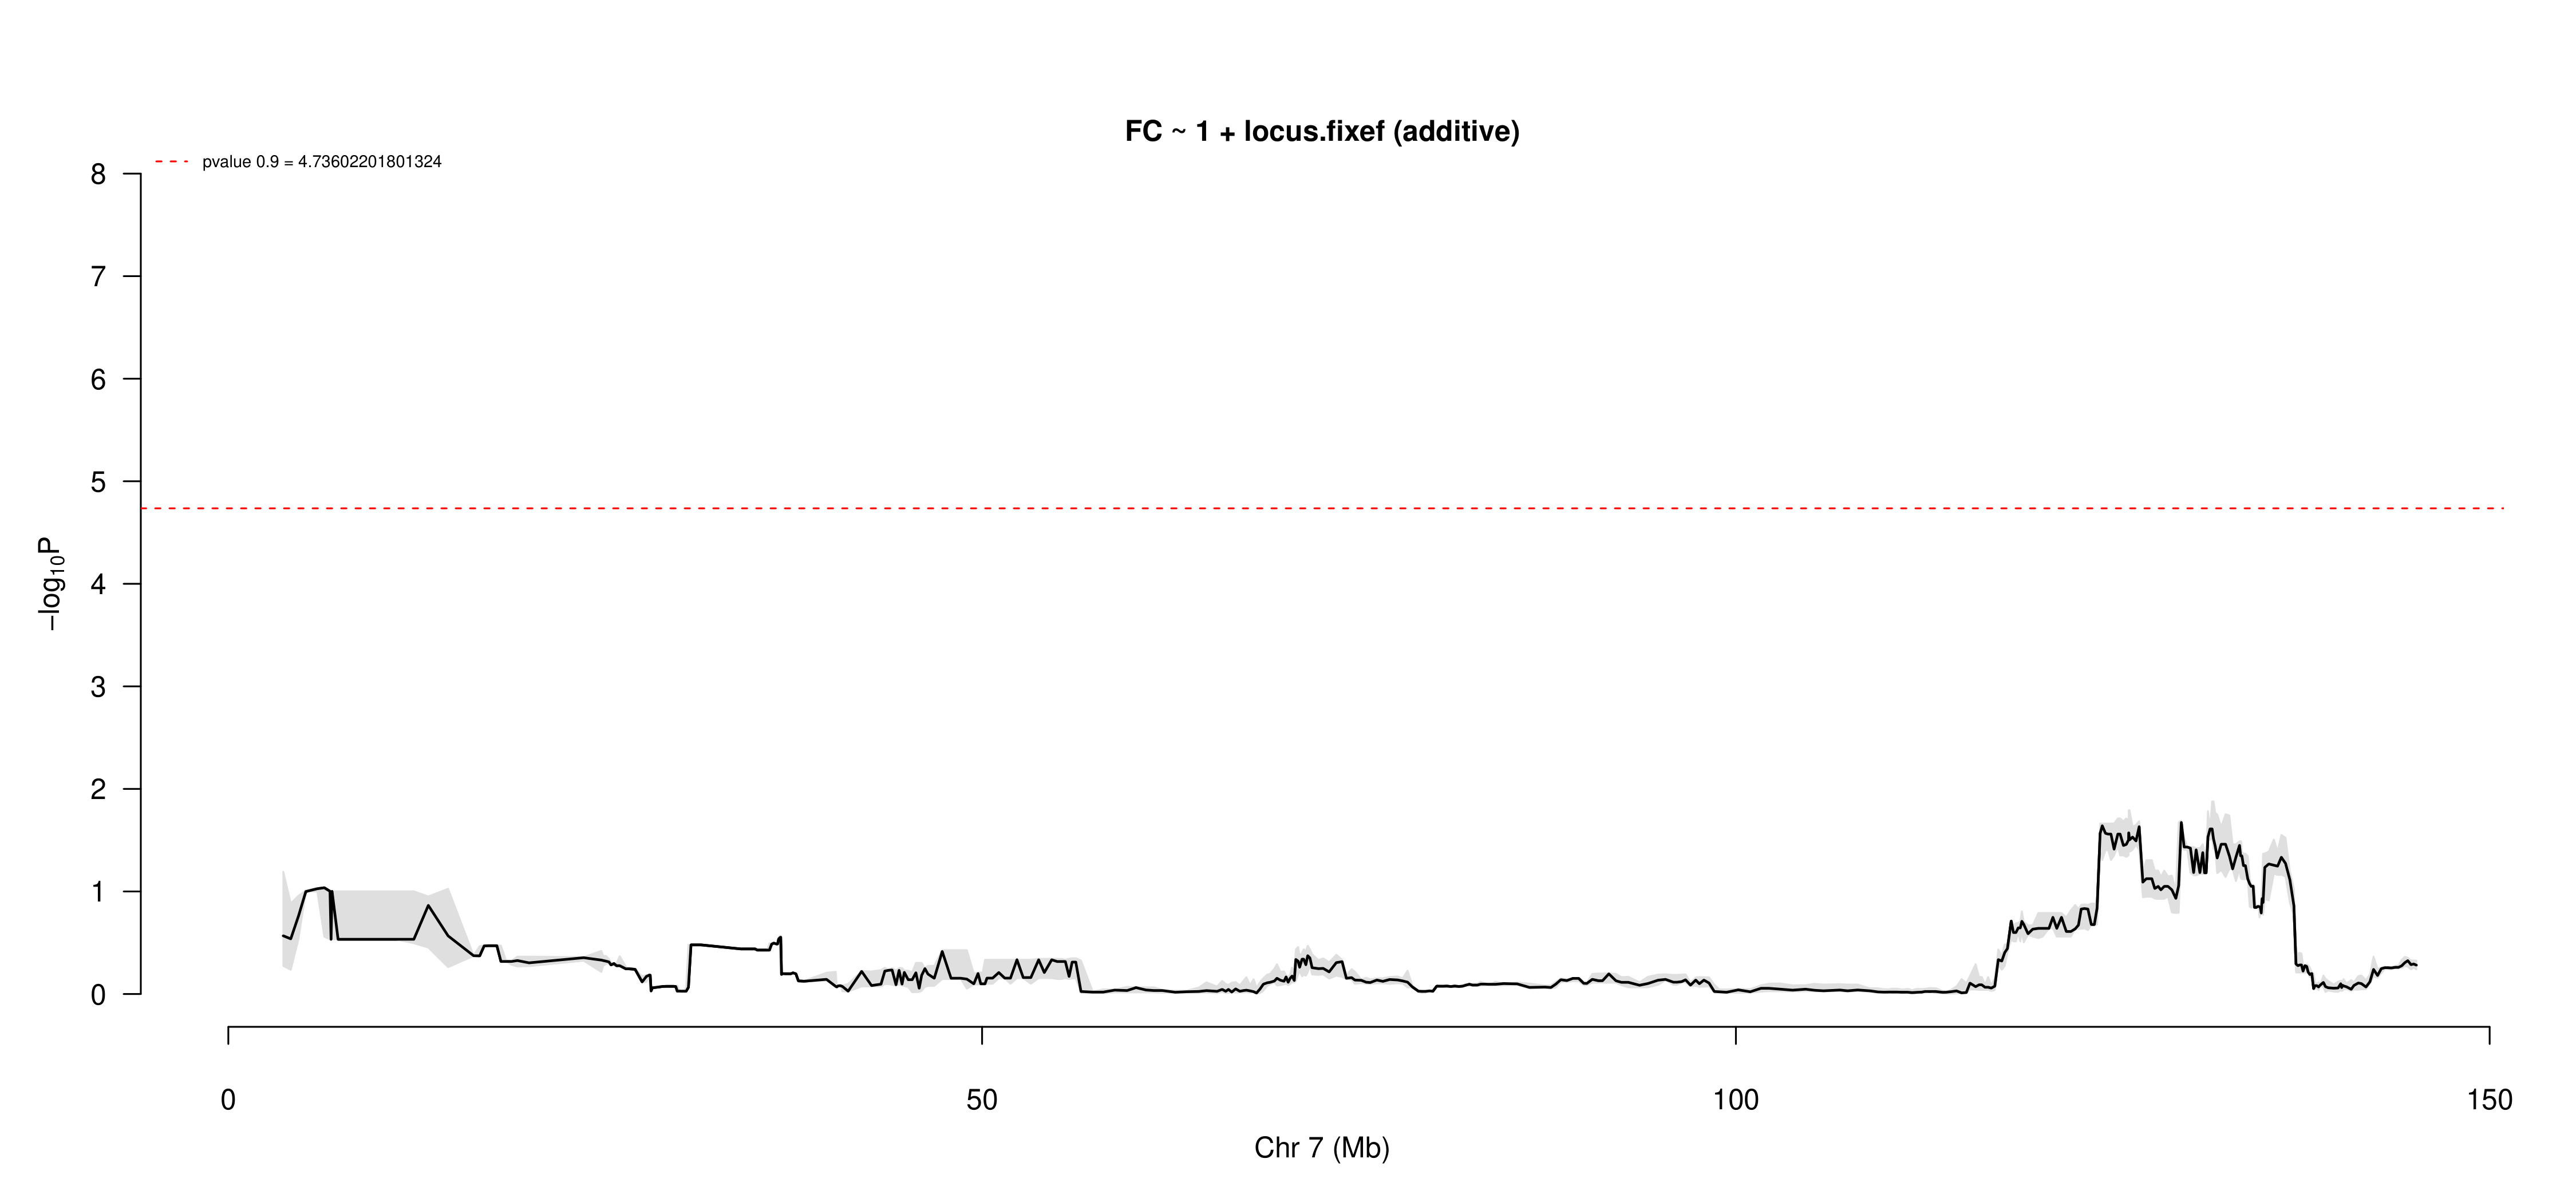 FC ~ 1 + locus.fixef (additive)
pvalue 0.9 = 4.73602201801324
8
7
6
5
4
3
2
1
0
−log10P
0 50 100 150
Chr 7 (Mb)